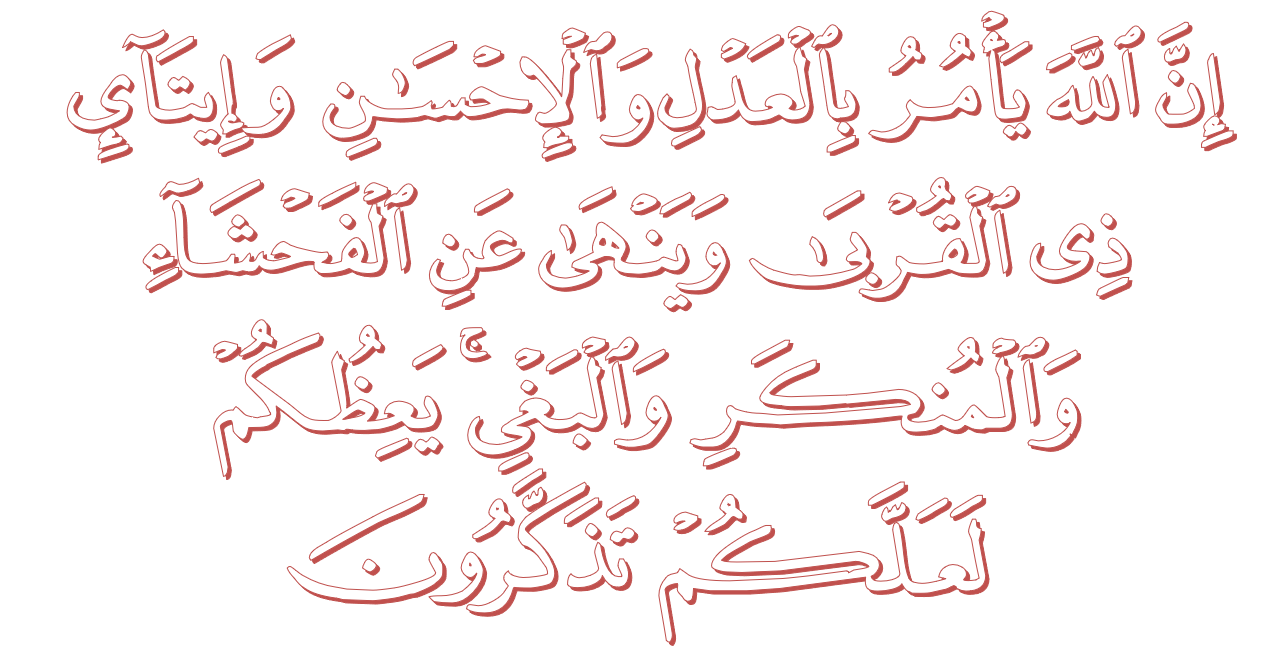 إِنَّ ٱللَّهَ يَأْمُرُ بِٱلْعَدْلِ وَٱلْإِحْسَٰنِ وَإِيتَآيِٕ
ذِى ٱلْقُرْبَىٰ وَيَنْهَىٰ عَنِ ٱلْفَحْشَآءِ
وَٱلْمُنكَرِ وَٱلْبَغْىِ ۚ يَعِظُكُمْ
لَعَلَّكُمْ تَذَكَّرُونَ